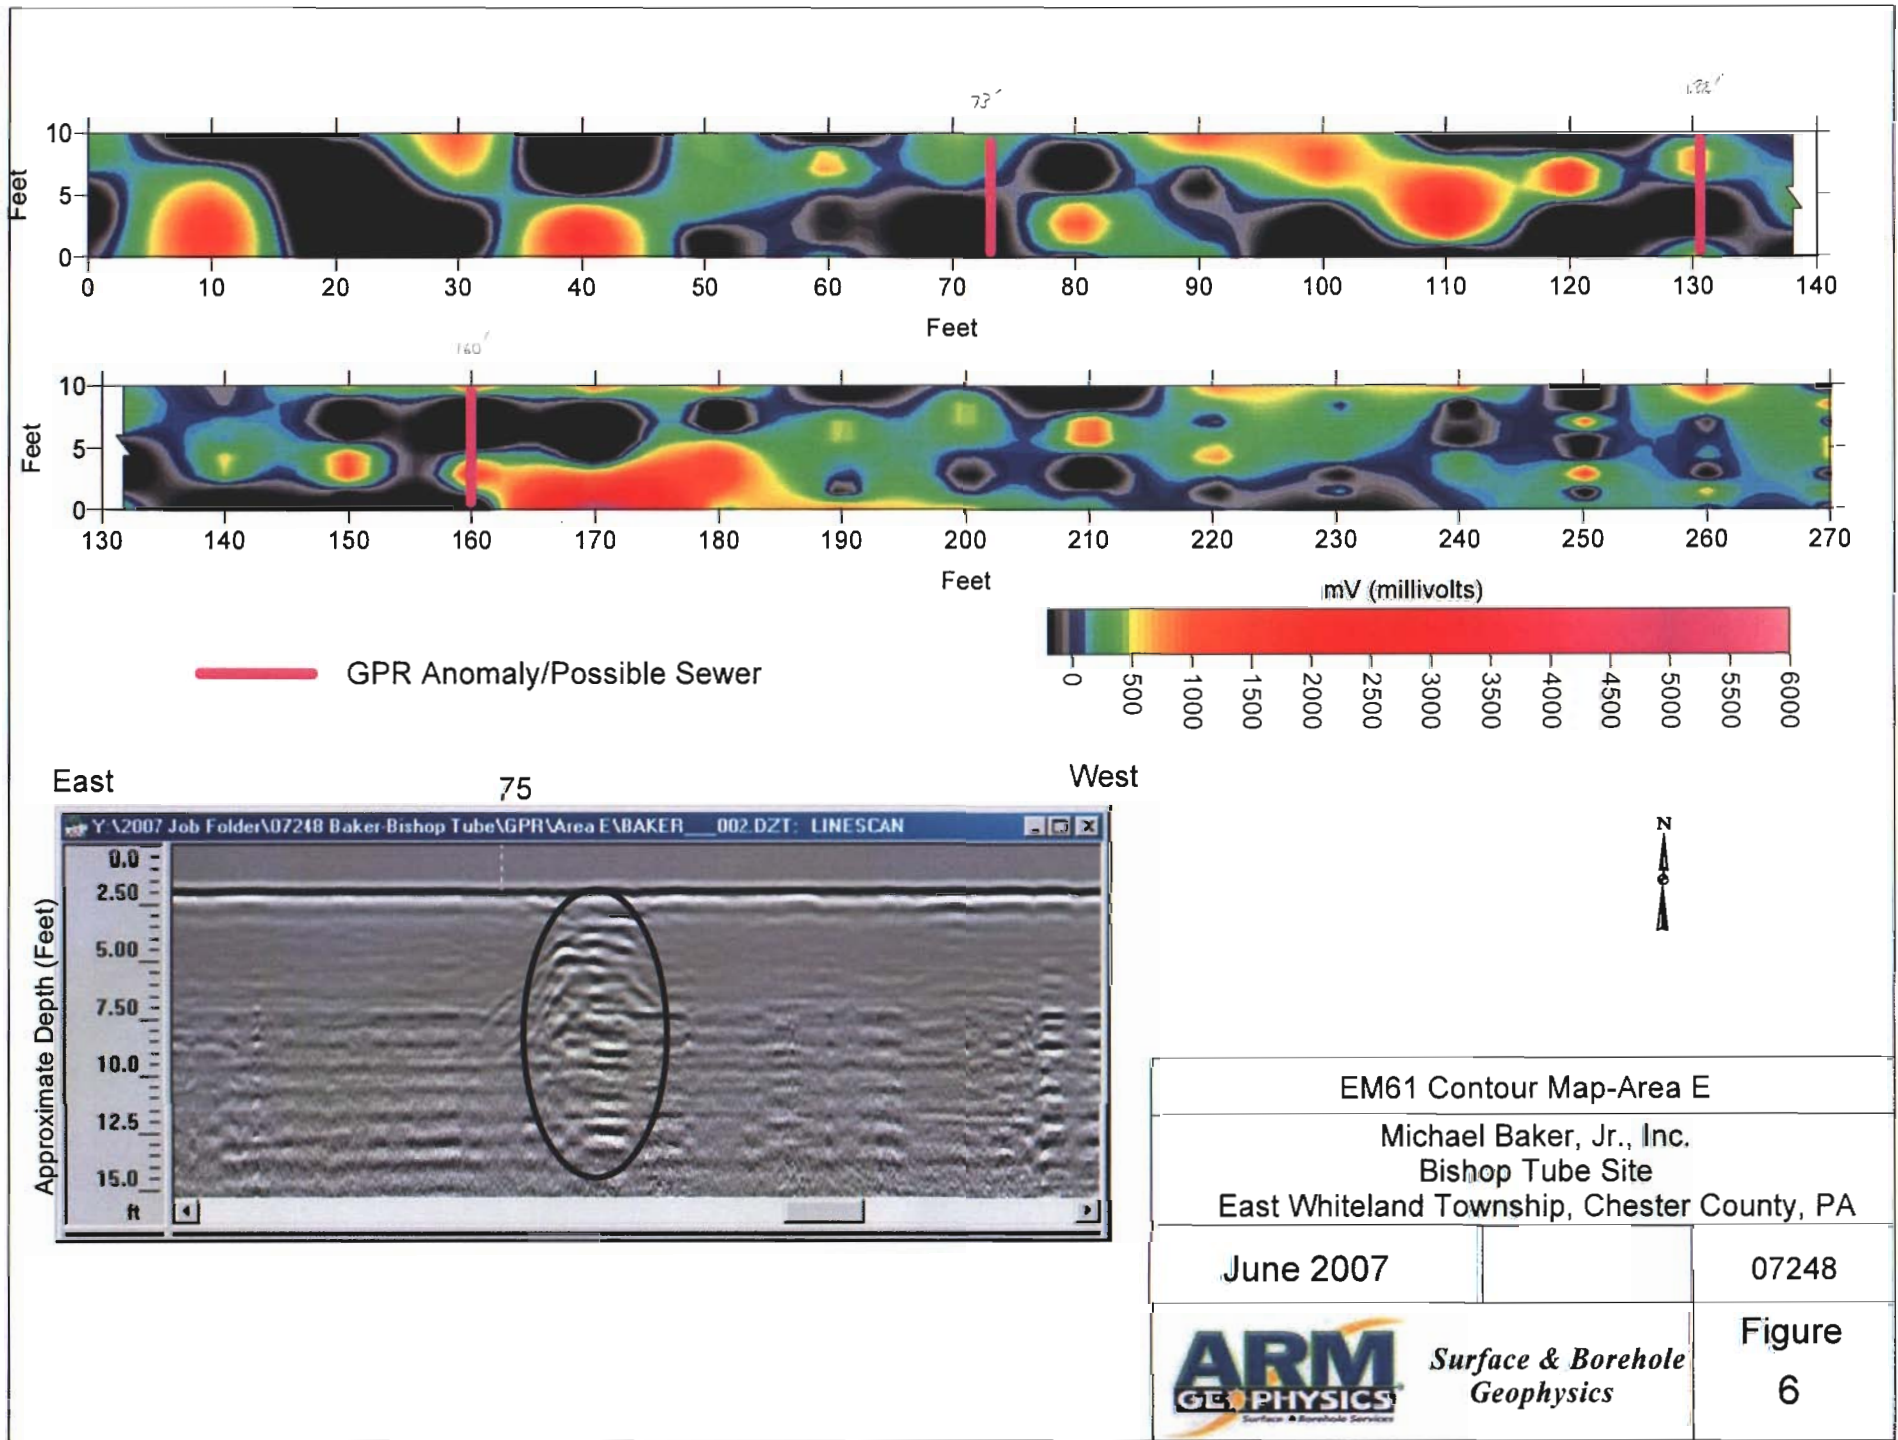 73'
10
5
0
Feet
0 10 20 30 40 50 60 70 80 90 100 110 120 130 140
Feet
160'
10
5
0
Feet
130 140 150 160 170 180 190 200 210 220 230 240 250 260 270
Feet
mV (millivolts)
0 500 1000 1500 2000 2500 3000 3500 4000 4500 5000 5500 6000
GPR Anomaly/Possible Sewer
East 75 West
Y:\2007 Job Folder\07248 Baker-Bishop Tube\GPR\Area E\BAKER___002.DZT: LINESCAN
Approximate Depth (Feet)
0.0
2.50
5.00
7.50
10.0
12.5
15.0
ft
N
EM61 Contour Map-Area E
Michael Baker, Jr., Inc.
Bishop Tube Site
East Whiteland Township, Chester County, PA
June 2007
07248
ARM
GEOPHYSICS
Surface & Borehole Services
Surface & Borehole
Geophysics
Figure
6